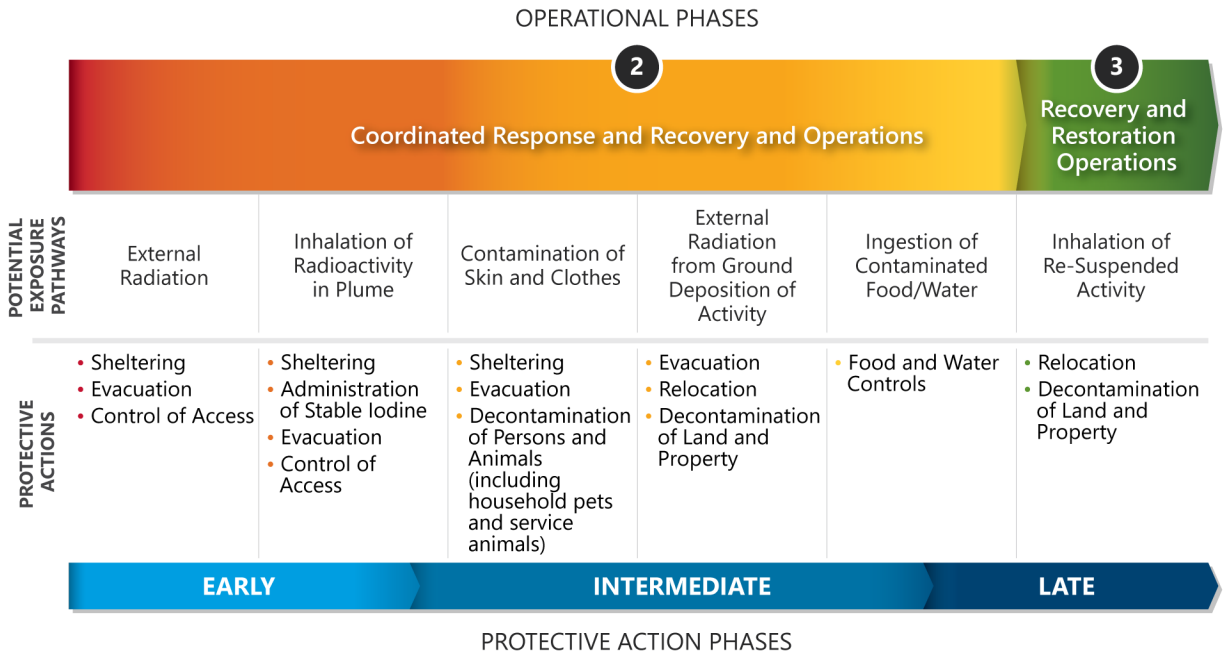 OPERATIONAL PHASES
2
3
Coordinated Response and Recovery and Operations
Recovery and
Restoration
Operations
POTENTIAL
EXPOSURE
PATHWAYS
External
Radiation
Inhalation of
Radioactivity
in Plume
Contamination of
Skin and Clothes
External
Radiation
from Ground
Deposition of
Activity
Ingestion of
Contaminated
Food/Water
Inhalation of
Re-Suspended
Activity
PROTECTIVE
ACTIONS
• Sheltering
• Evacuation
• Control of Access
• Sheltering
• Administration
of Stable Iodine
• Evacuation
• Control of
Access
• Sheltering
• Evacuation
• Decontamination
of Persons and
Animals
(including
household pets
and service
animals)
• Evacuation
• Relocation
• Decontamination
of Land and
Property
• Food and Water
Controls
• Relocation
• Decontamination
of Land and
Property
EARLY
INTERMEDIATE
LATE
PROTECTIVE ACTION PHASES